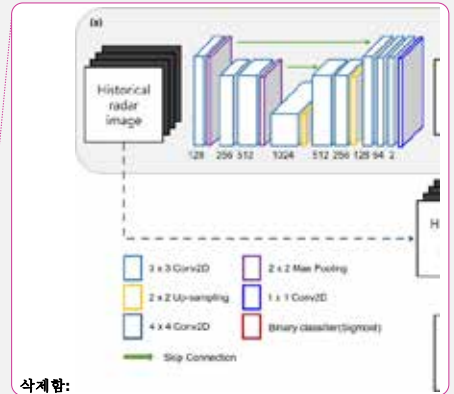 (a)
Historical
radar
image
128 256 512 1024 512 256 128 64 2
H
3 x 3 Conv2D
2 x 2 Max Pooling
2 x 2 Up-sampling
1 x 1 Conv2D
4 x 4 Conv2D
Binary classifier(Sigmoid)
Skip Connection
삭제함: